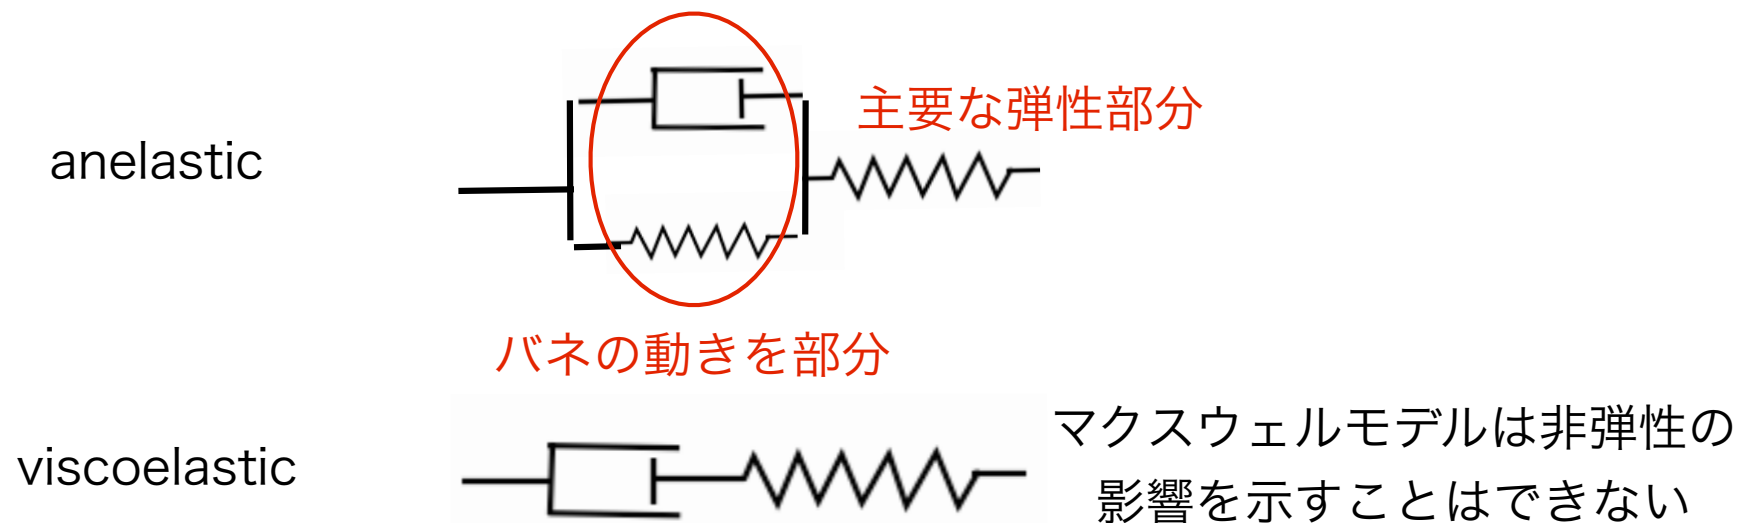 主要な弾性部分
anelastic
バネの動きを部分
マクスウェルモデルは非弾性の
viscoelastic
影響を示すことはできない